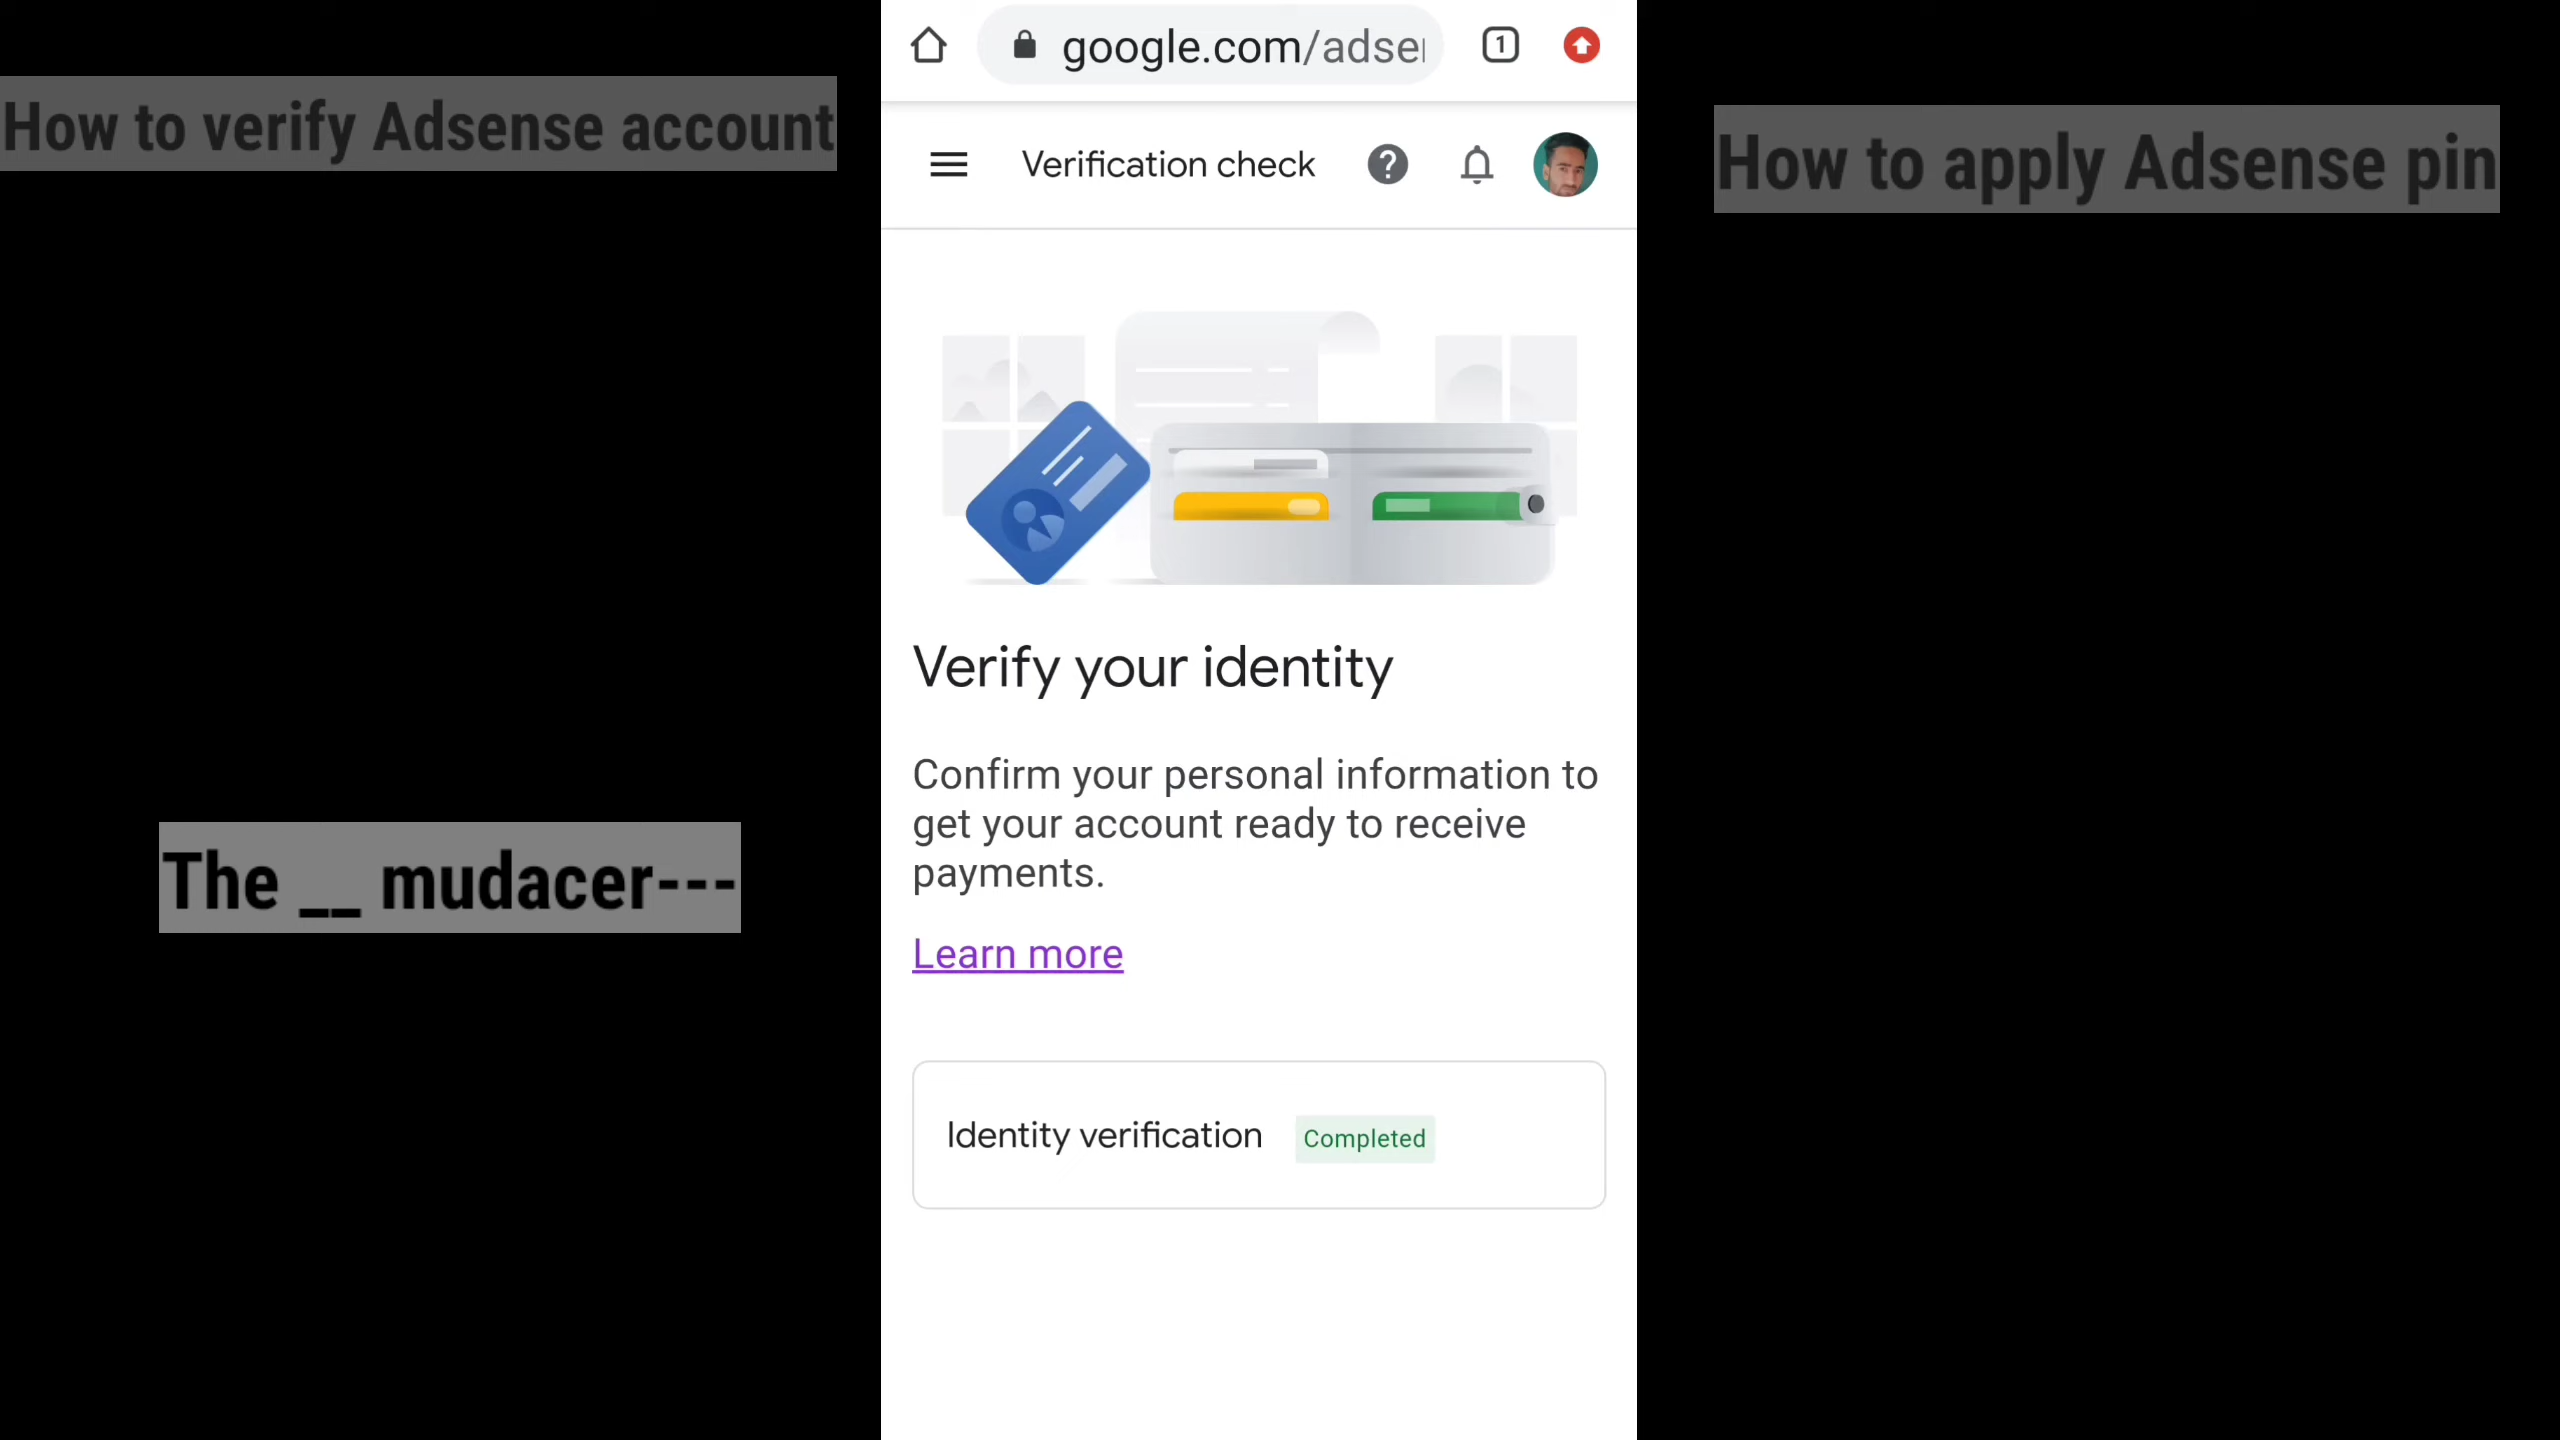 google.com/adse
1
How to verify Adsense account
How to apply Adsense pin
Verification check
Verify your identity
Confirm your personal information to
get your account ready to receive
payments.
The __ mudacer---
Learn more
Identity verification Completed